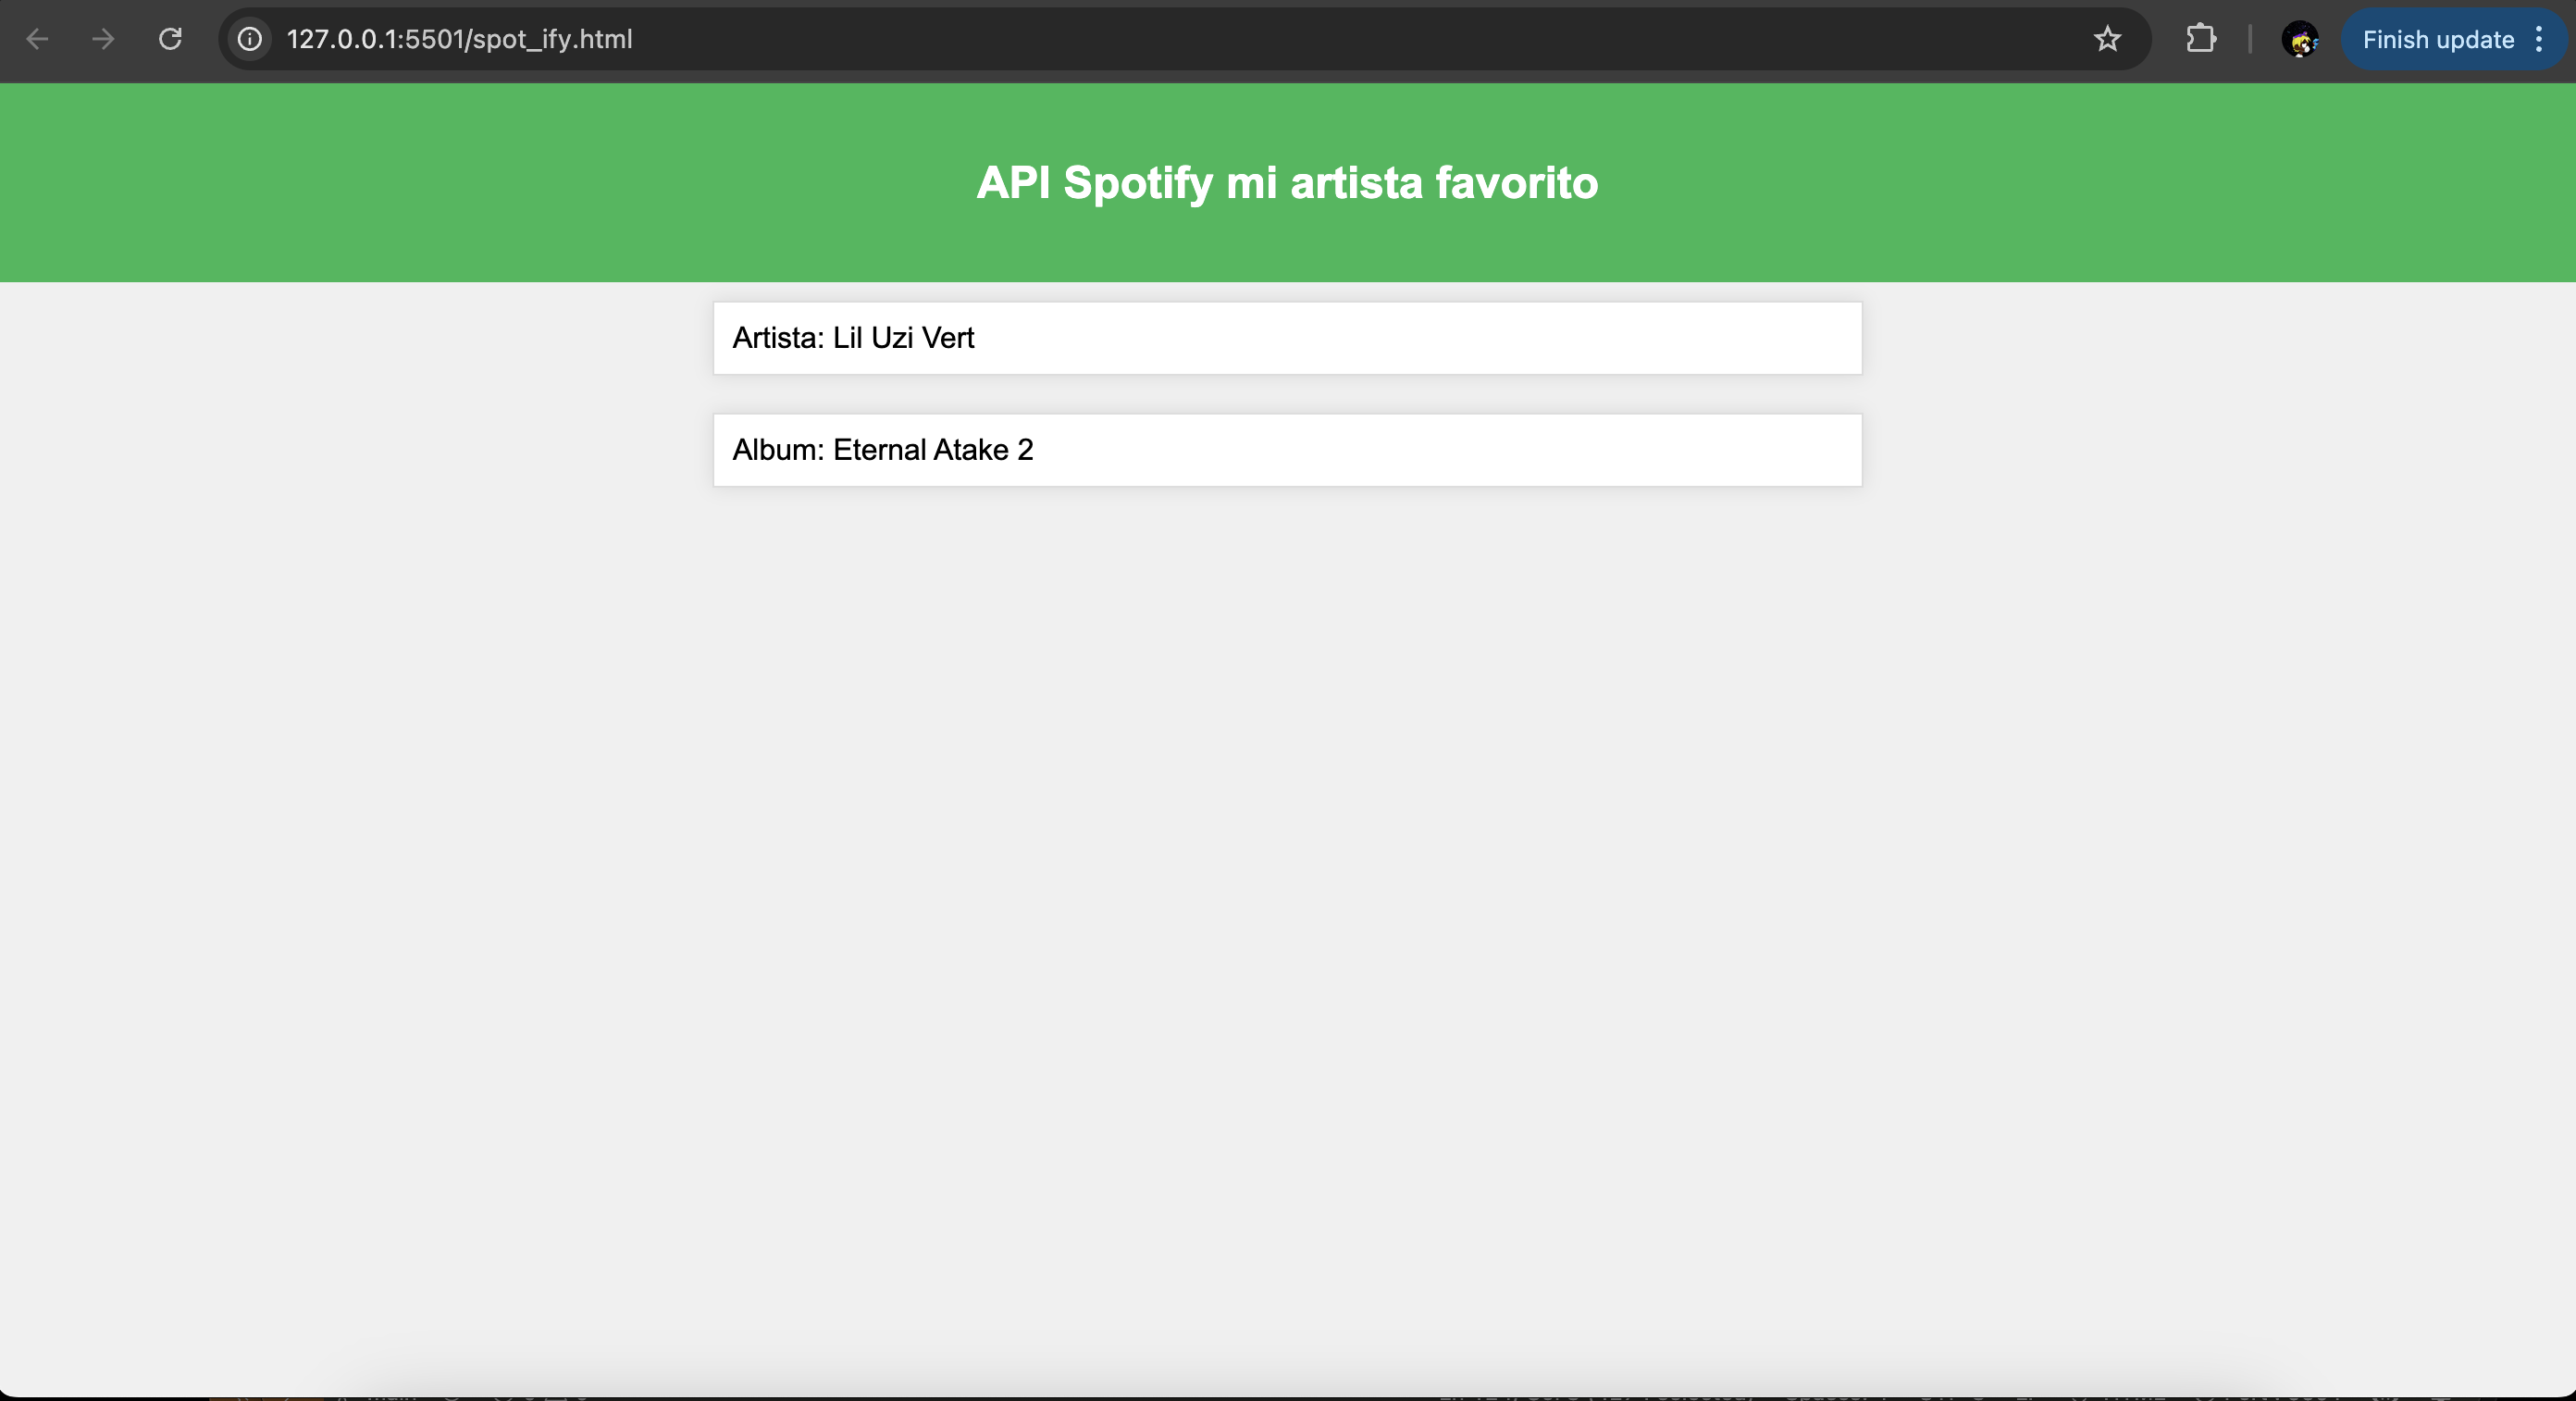 127.0.0.1:5501/spot_ify.html
Finish update
API Spotify mi artista favorito
Artista: Lil Uzi Vert
Album: Eternal Atake 2